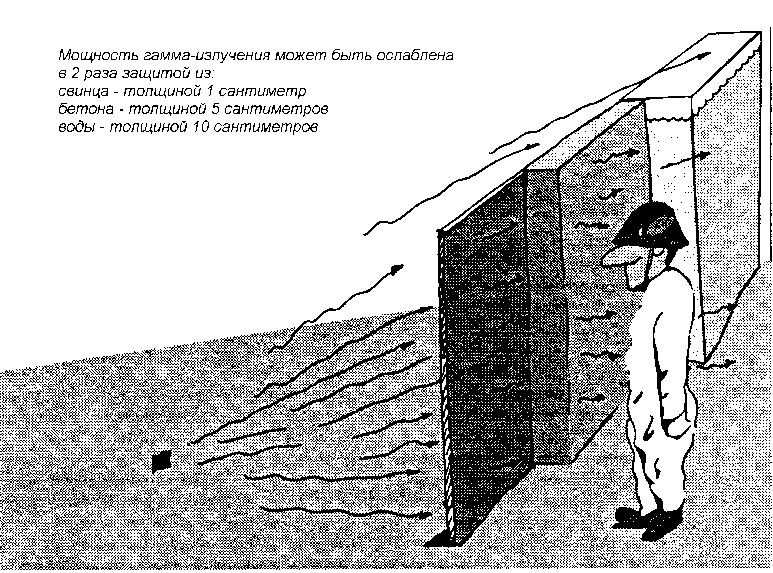 Мощность гамма-излучения может быть ослаблена
в 2 раза защитой из:
свинца - толщиной 1 сантиметр
бетона - толщиной 5 сантиметров
воды - толщиной 10 сантиметров